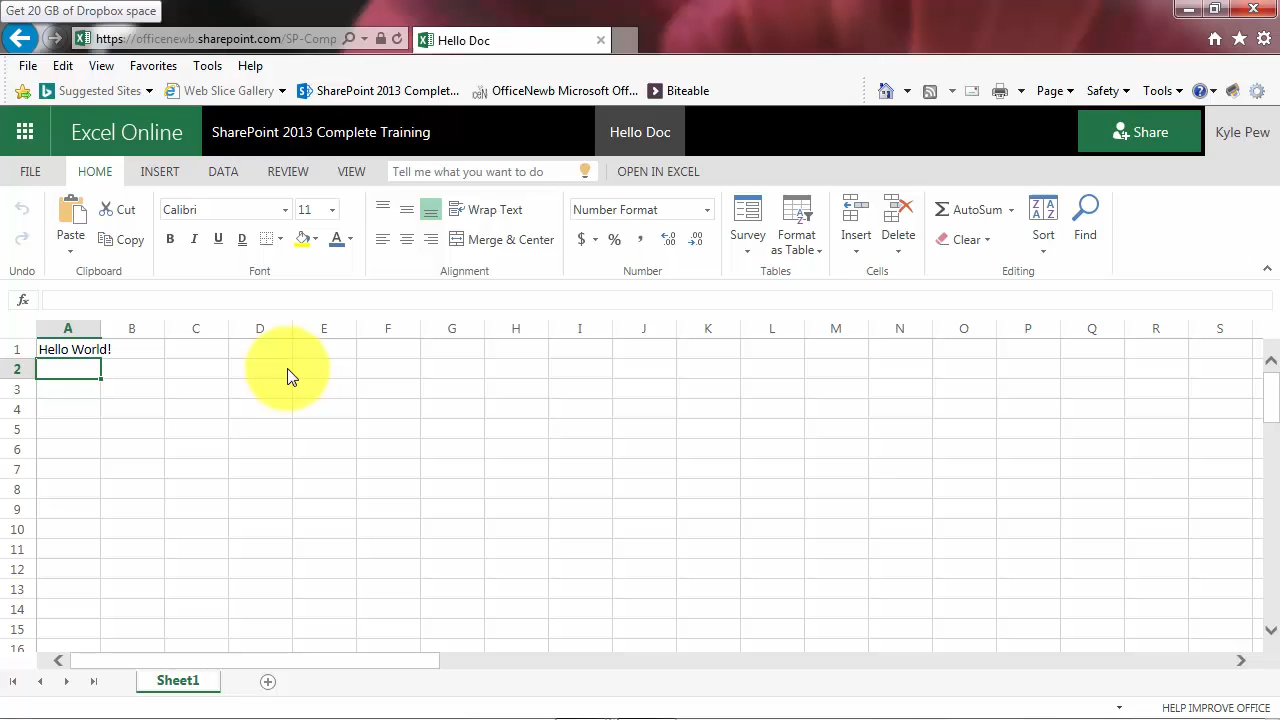 Get 20 GB of Dropbox space
https://officenewb.sharepoint.com/SP-Comp
Hello Doc
File Edit View Favorites Tools Help
Suggested Sites Web Slice Gallery SharePoint 2013 Complet... OfficeNewb Microsoft Off... Biteable Page Safety Tools
Excel Online SharePoint 2013 Complete Training Hello Doc Share Kyle Pew
FILE HOME INSERT DATA REVIEW VIEW Tell me what you want to do OPEN IN EXCEL
Cut Calibri 11 Wrap Text Number Format AutoSum
Paste Copy B I U D A Merge & Center $ % , .00 .0 Survey Format as Table Insert Delete Clear Sort Find
Undo Clipboard Font Alignment Number Tables Cells Editing
fx
A B C D E F G H I J K L M N O P Q R S
1 Hello World!
2
3
4
5
6
7
8
9
10
11
12
13
14
15
16
Sheet1
HELP IMPROVE OFFICE